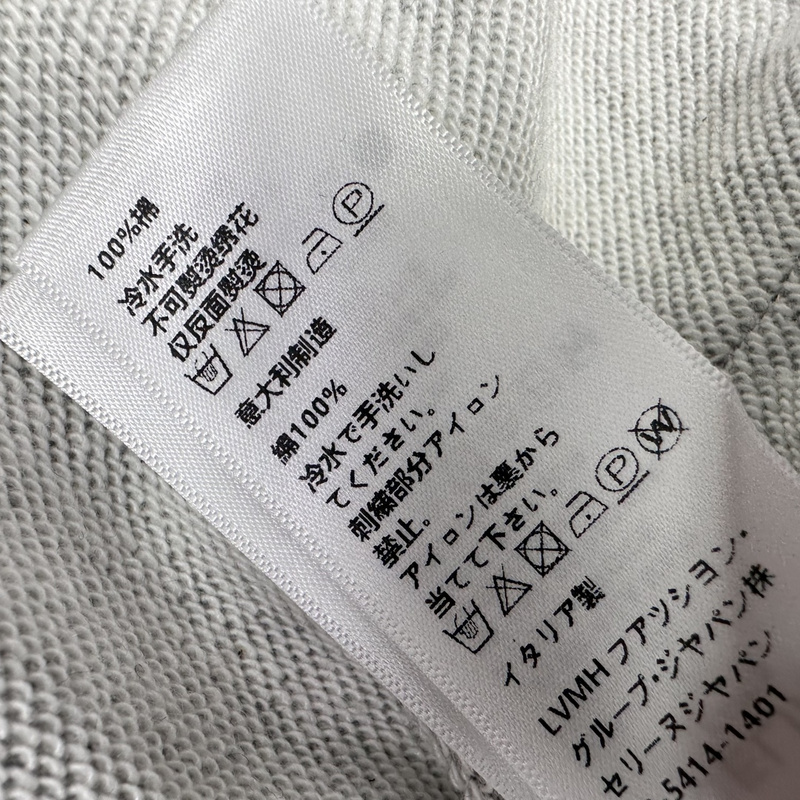 100%棉
冷水手洗
不可熨烫绣花
仅反面熨烫
P
意大利制造
綿100%
冷水で手洗いし
てください。
刺繍部分アイロン
禁止。
アイロンは裏から
当てて下さい。
P W
イタリア製
LVMH ファッション・
グループ・ジャパン株
セリーヌジャパン
5414-1401